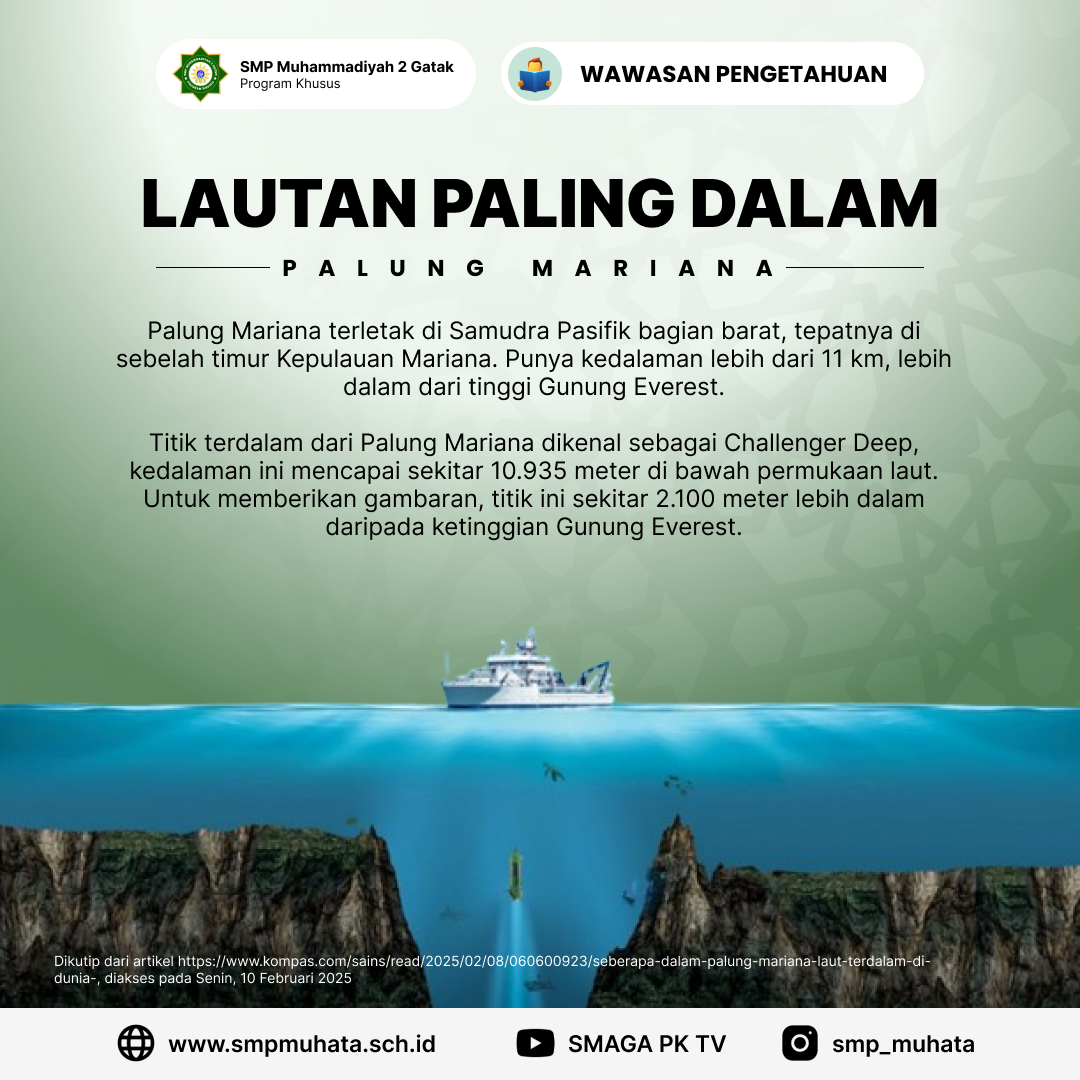 SMP Muhammadiyah 2 Gatak
Program Khusus
WAWASAN PENGETAHUAN
LAUTAN PALING DALAM
PALUNG MARIANA
Palung Mariana terletak di Samudra Pasifik bagian barat, tepatnya di
sebelah timur Kepulauan Mariana. Punya kedalaman lebih dari 11 km, lebih
dalam dari tinggi Gunung Everest.
Titik terdalam dari Palung Mariana dikenal sebagai Challenger Deep,
kedalaman ini mencapai sekitar 10.935 meter di bawah permukaan laut.
Untuk memberikan gambaran, titik ini sekitar 2.100 meter lebih dalam
daripada ketinggian Gunung Everest.
Dikutip dari artikel https://www.kompas.com/sains/read/2025/02/08/060600923/seberapa-dalam-palung-mariana-laut-terdalam-di-
dunia-, diakses pada Senin, 10 Februari 2025
www.smpmuhata.sch.id
SMAGA PK TV
smp_muhata